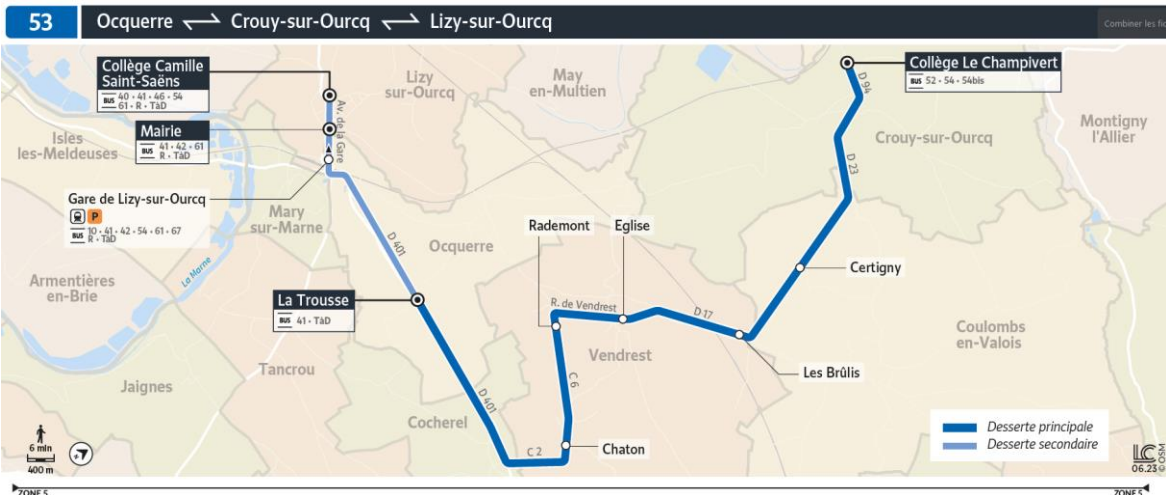 53 Ocquerre Crouy-sur-Ourcq Lizy-sur-Ourcq
Combiner les fic
Collège Camille
Saint-Saëns
BUS 40 • 41 • 46 • 54
61 • R • TàD
Mairie
BUS 41 • 42 • 61
R • TàD
Av. de la Gare
Gare de Lizy-sur-Ourcq
P
BUS 10 • 41 • 42 • 54 • 61 • 67
R • TàD
Isles
les-Meldeuses
Lizy
sur-Ourcq
May
en-Multien
Collège Le Champivert
BUS 52 • 54 • 54bis
D 94
Crouy-sur-Ourcq
Montigny
l'Allier
D 23
Mary
sur-Marne
D 401
Ocquerre
Rademont
Eglise
Certigny
La Marne
Armentières
en-Brie
La Trousse
BUS 41 • TàD
R. de Vendrest
D 17
Vendrest
Coulombs
en-Valois
Les Brûlis
Jaignes
Tancrou
D 401
C 6
Cocherel
C 2
Chaton
Desserte principale
Desserte secondaire
6 min
400 m
LC
06.23 © OSM
ZONE 5
ZONE 5